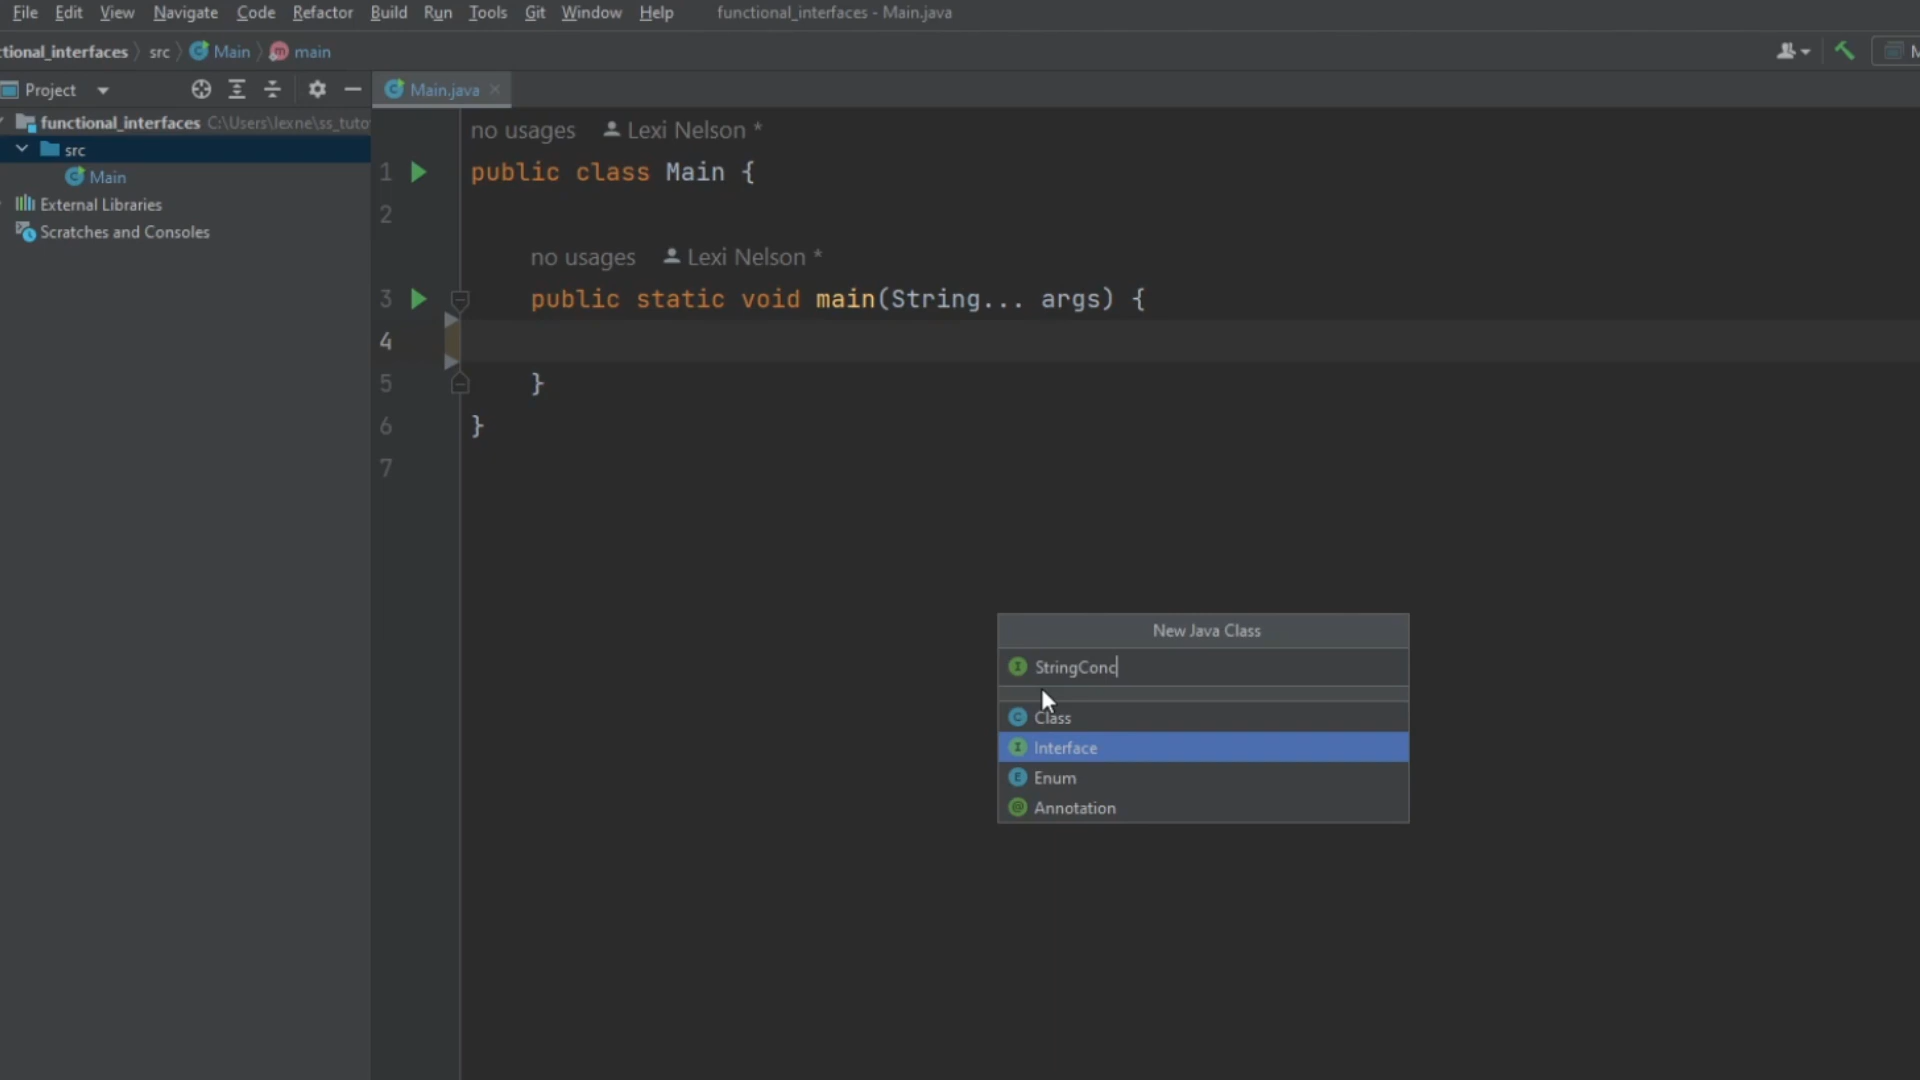 File Edit View Navigate Code Refactor Build Run Tools Git Window Help functional_interfaces - Main.java
ctional_interfaces src Main main
Project
Main.java
functional_interfaces C:\Users\lexne\ss_tuto
src
Main
External Libraries
Scratches and Consoles
no usages Lexi Nelson *
1 public class Main {
2
no usages Lexi Nelson *
3 public static void main(String... args) {
4
5 }
6 }
7
New Java Class
StringConc
Class
Interface
Enum
Annotation